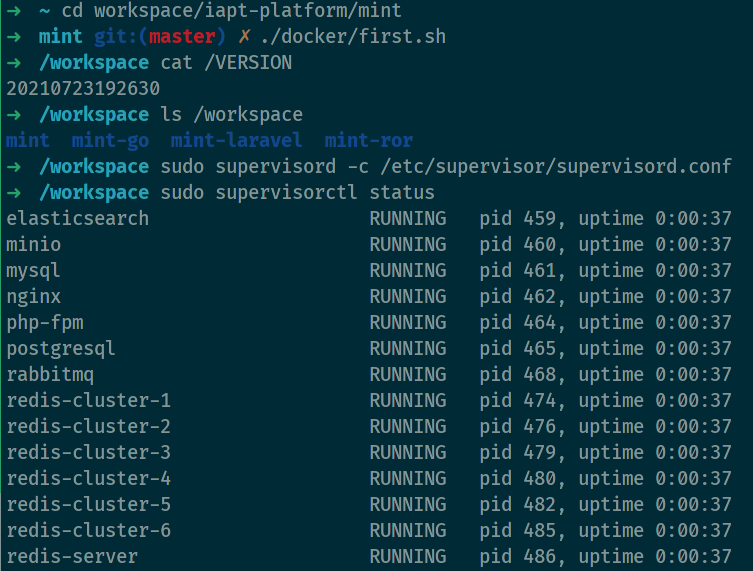 ➜  ~ cd workspace/iapt-platform/mint
➜  mint git:(master) ✗ ./docker/first.sh
➜  /workspace cat /VERSION
20210723192630
➜  /workspace ls /workspace
mint  mint-go  mint-laravel  mint-ror
➜  /workspace sudo supervisord -c /etc/supervisor/supervisord.conf
➜  /workspace sudo supervisorctl status
elasticsearch                    RUNNING   pid 459, uptime 0:00:37
minio                            RUNNING   pid 460, uptime 0:00:37
mysql                            RUNNING   pid 461, uptime 0:00:37
nginx                            RUNNING   pid 462, uptime 0:00:37
php-fpm                          RUNNING   pid 464, uptime 0:00:37
postgresql                       RUNNING   pid 465, uptime 0:00:37
rabbitmq                         RUNNING   pid 468, uptime 0:00:37
redis-cluster-1                  RUNNING   pid 474, uptime 0:00:37
redis-cluster-2                  RUNNING   pid 476, uptime 0:00:37
redis-cluster-3                  RUNNING   pid 479, uptime 0:00:37
redis-cluster-4                  RUNNING   pid 480, uptime 0:00:37
redis-cluster-5                  RUNNING   pid 482, uptime 0:00:37
redis-cluster-6                  RUNNING   pid 485, uptime 0:00:37
redis-server                     RUNNING   pid 486, uptime 0:00:37